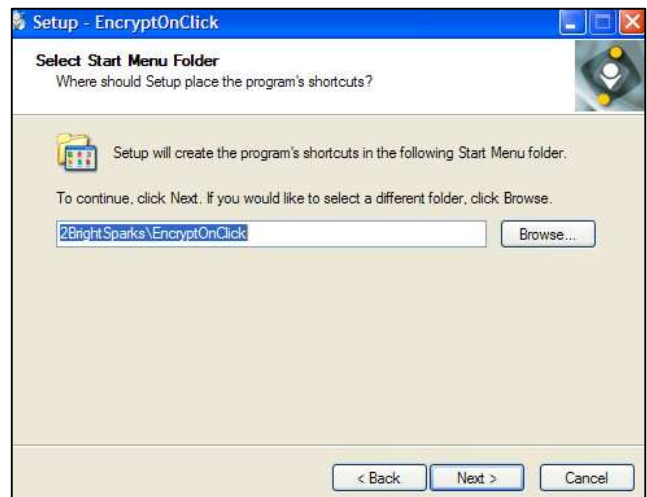 Setup - EncryptOnClick
Select Start Menu Folder
Where should Setup place the program's shortcuts?
Setup will create the program's shortcuts in the following Start Menu folder.
To continue, click Next. If you would like to select a different folder, click Browse.
2BrightSparks\EncryptOnClick
Browse...
< Back
Next >
Cancel